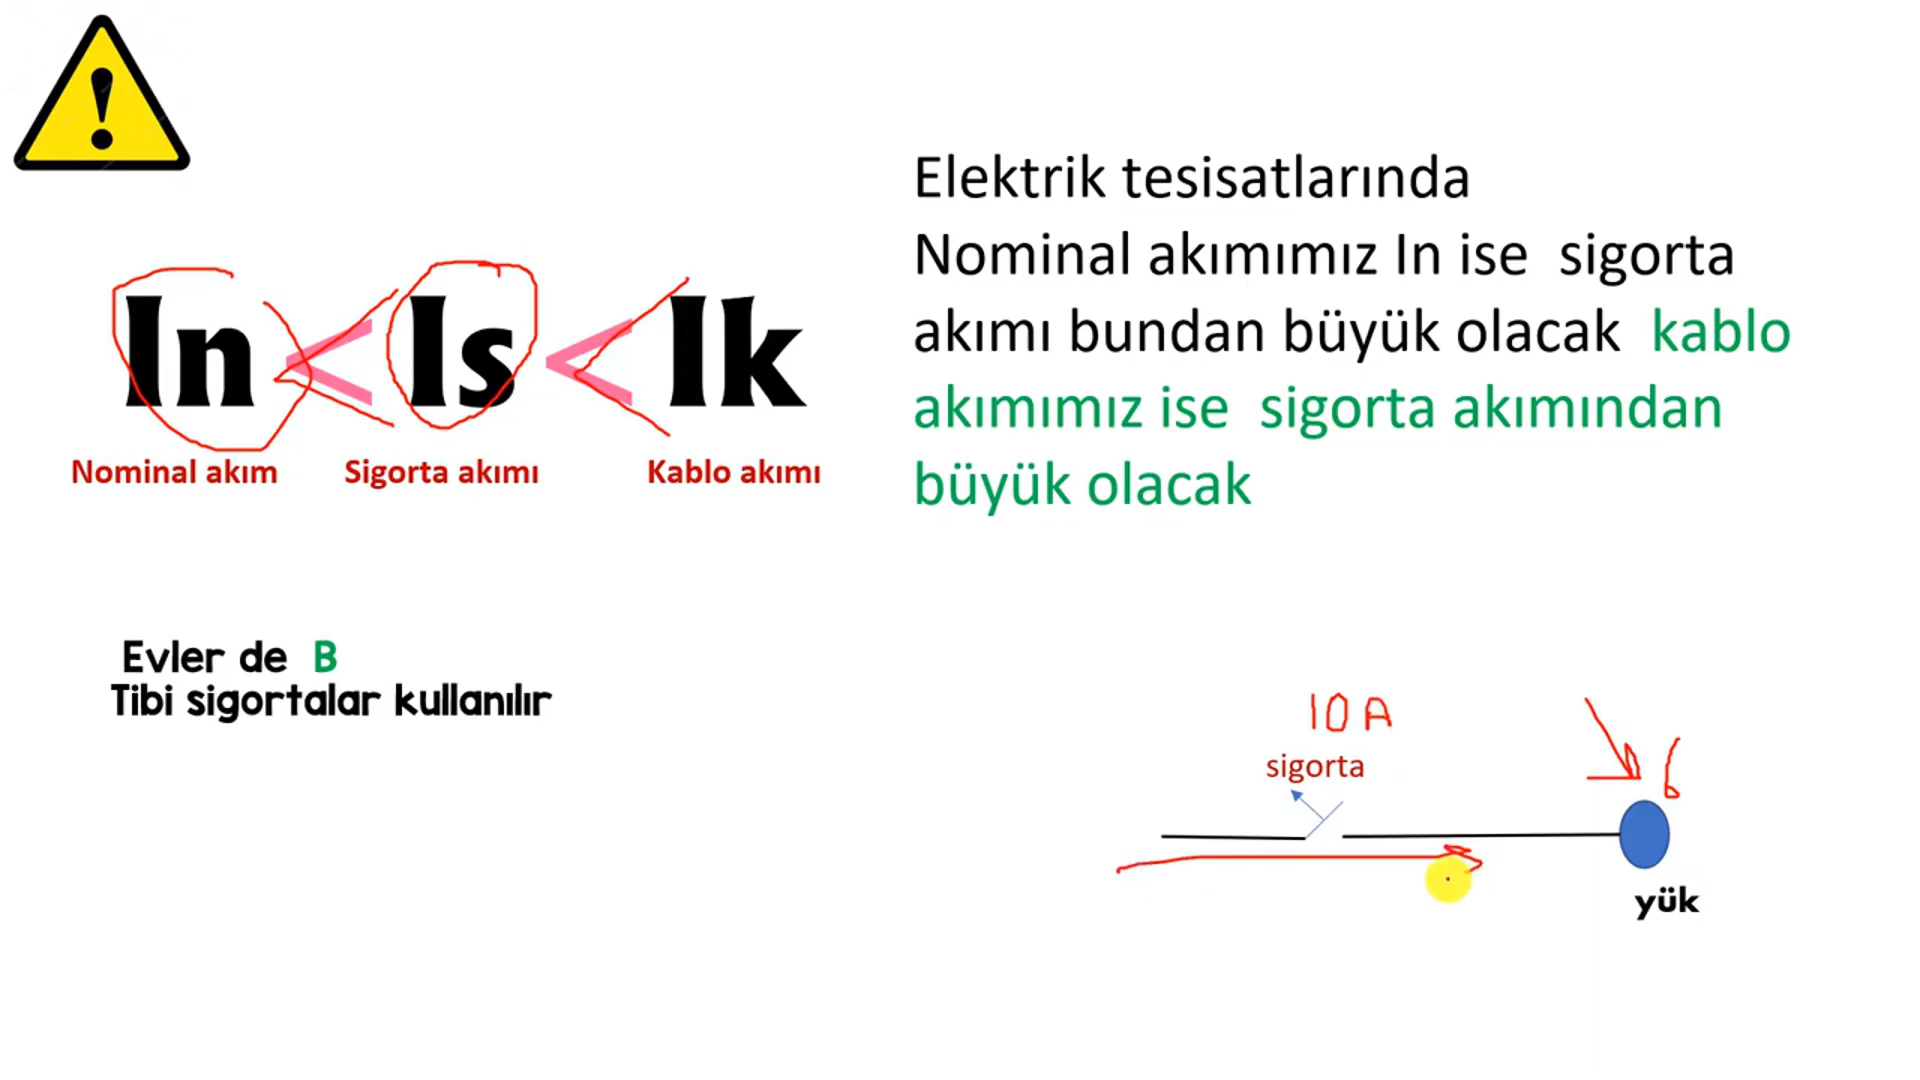 In < Is < Ik
Nominal akım Sigorta akımı Kablo akımı
Elektrik tesisatlarında
Nominal akımımız In ise sigorta
akımı bundan büyük olacak kablo
akımımız ise sigorta akımından
büyük olacak
Evler de B
Tibi sigortalar kullanılır
10 A
sigorta
6
yük